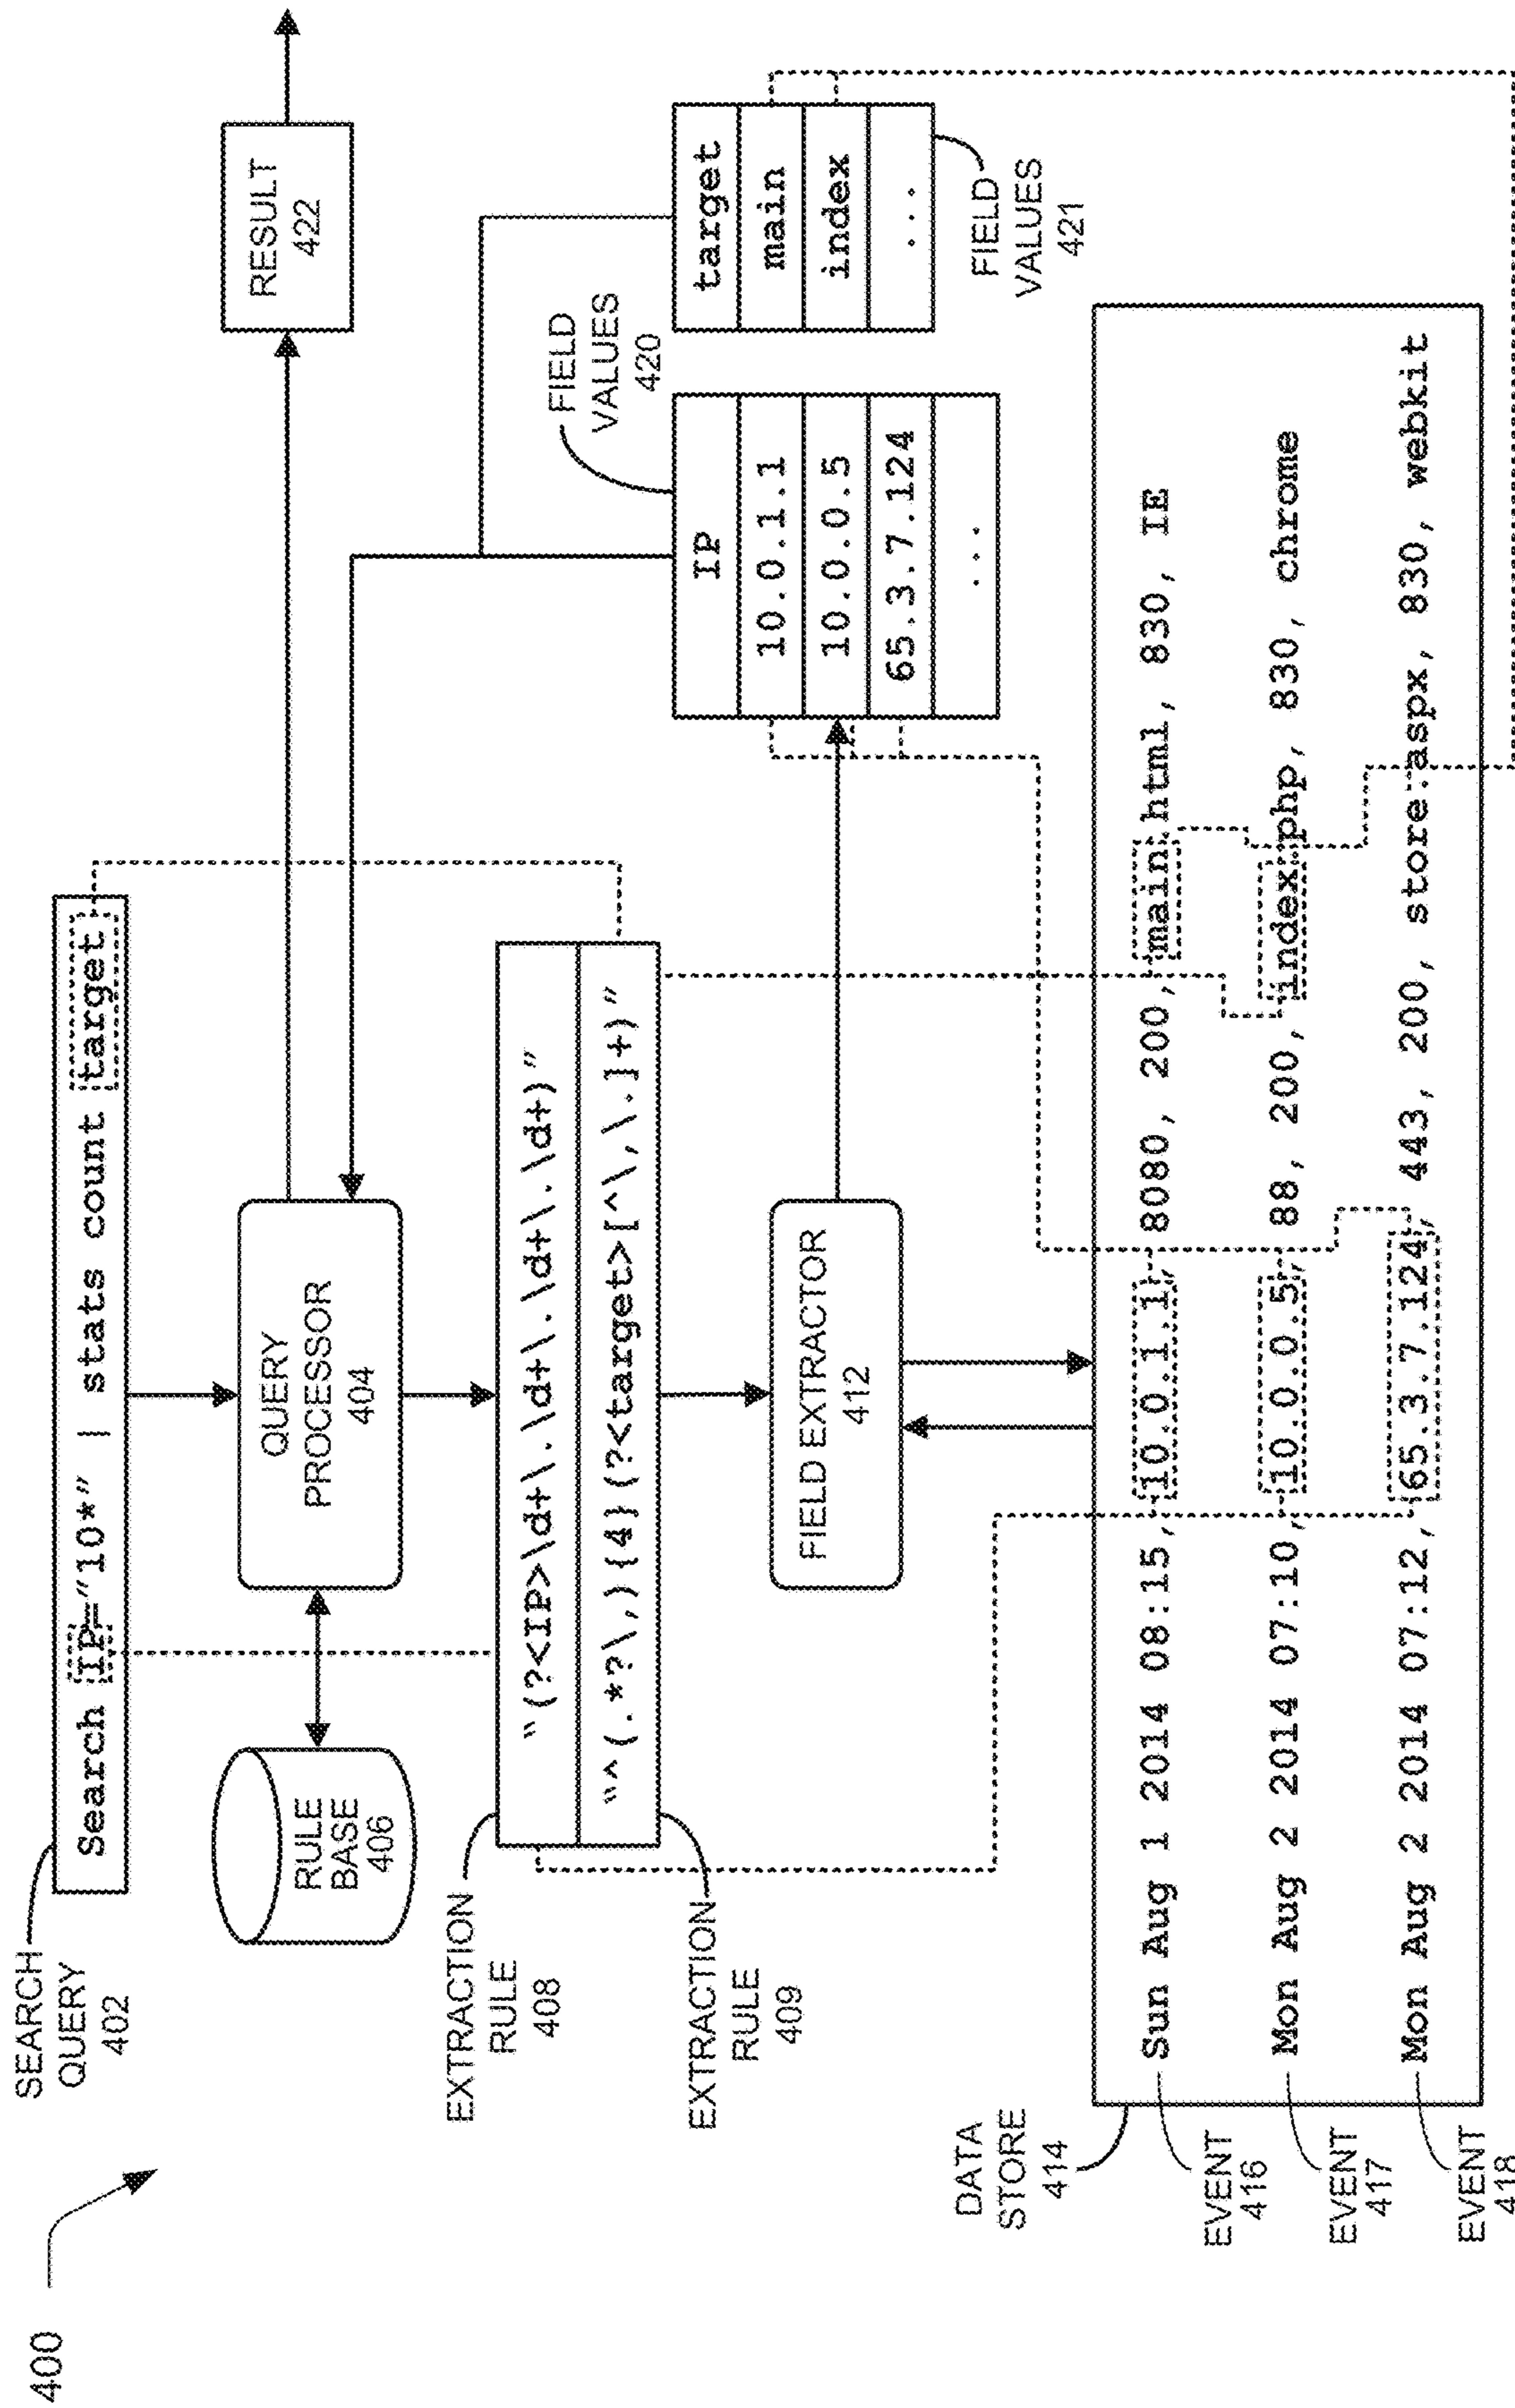 400
SEARCH
QUERY
402
Search IP="10*" | stats count target
RULE
BASE
406
QUERY
PROCESSOR
404
RESULT
422
EXTRACTION
RULE
408
"(?<IP>\d+\.\d+\.\d+\.\d+)"
EXTRACTION
RULE
409
"^(.*?\,){4}(?<target>[^\,\.]+)"
FIELD EXTRACTOR
412
FIELD
VALUES
420
IP
10.0.1.1
10.0.0.5
65.3.7.124
...
target
main
index
...
FIELD
VALUES
421
DATA
STORE
414
EVENT
416
Sun Aug 1 2014 08:15, 10.0.1.1, 8080, 200, main.html, 830, IE
EVENT
417
Mon Aug 2 2014 07:10, 10.0.0.5, 88, 200, index.php, 830, chrome
EVENT
418
Mon Aug 2 2014 07:12, 65.3.7.124, 443, 200, store.aspx, 830, webkit